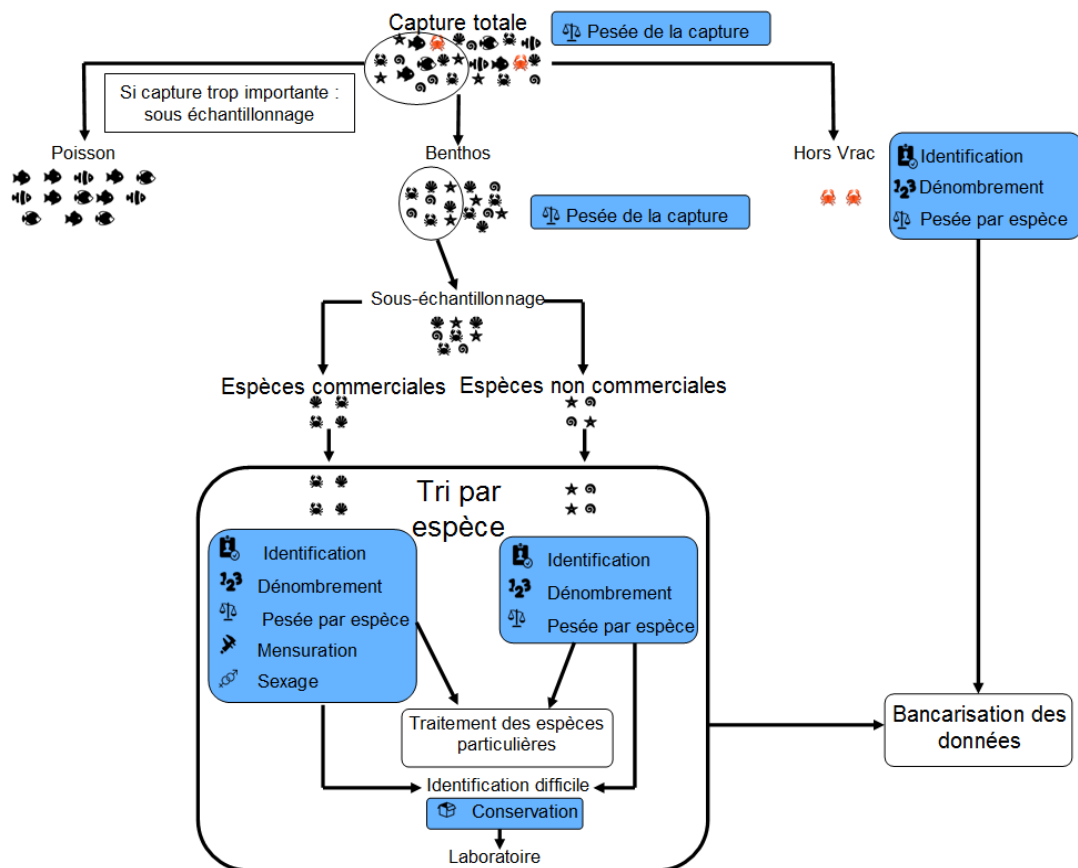 Capture totale
Pesée de la capture
Si capture trop importante :
sous échantillonnage
Poisson
Benthos
Hors Vrac
Identification
123 Dénombrement
Pesée par espèce
Pesée de la capture
Sous-échantillonnage
Espèces commerciales
Espèces non commerciales
Tri par
espèce
Identification
123 Dénombrement
Pesée par espèce
Mensuration
Sexage
Identification
123 Dénombrement
Pesée par espèce
Traitement des espèces
particulières
Bancarisation des
données
Identification difficile
Conservation
Laboratoire